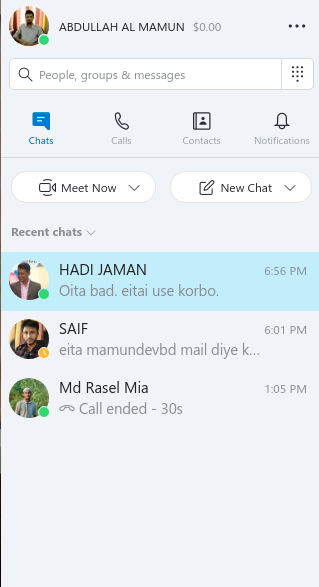 ABDULLAH AL MAMUN $0.00
People, groups & messages
Chats Calls Contacts Notifications
Meet Now New Chat
Recent chats
HADI JAMAN 6:56 PM
Oita bad. eitai use korbo.
SAIF 6:01 PM
eita mamundevbd mail diye k...
Md Rasel Mia 1:05 PM
Call ended - 30s